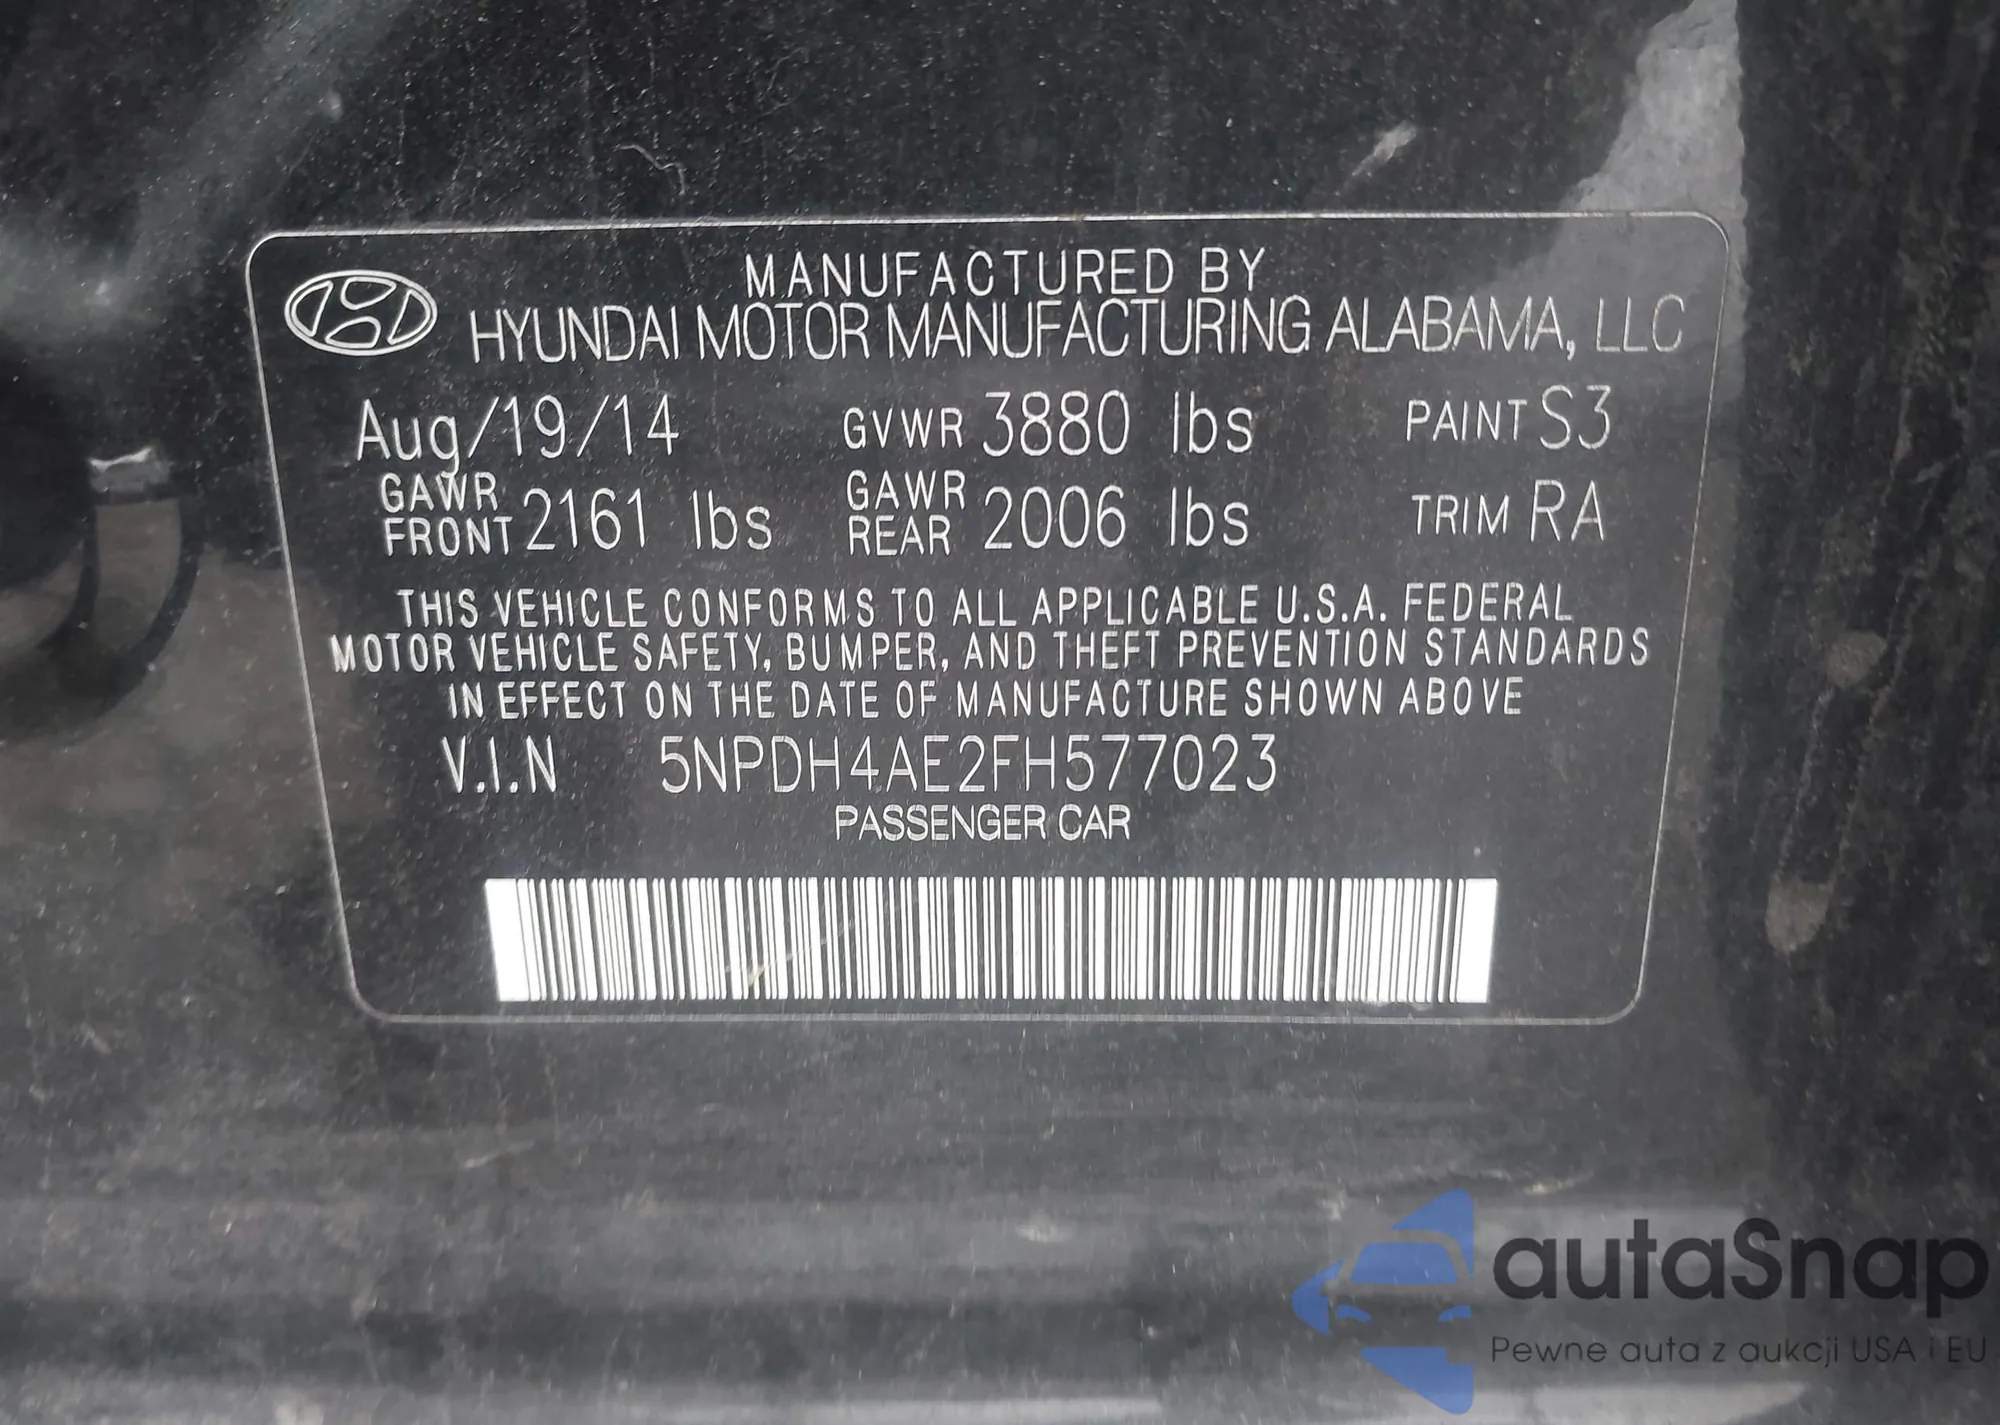 MANUFACTURED BY
HYUNDAI MOTOR MANUFACTURING ALABAMA, LLC
Aug/19/14 GVWR 3880 lbs PAINT S3
GAWR FRONT 2161 lbs GAWR REAR 2006 lbs TRIM RA
THIS VEHICLE CONFORMS TO ALL APPLICABLE U.S.A. FEDERAL
MOTOR VEHICLE SAFETY, BUMPER, AND THEFT PREVENTION STANDARDS
IN EFFECT ON THE DATE OF MANUFACTURE SHOWN ABOVE
V.I.N 5NPDH4AE2FH577023
PASSENGER CAR
autaSnap
Pewne auta z aukcji USA i EU